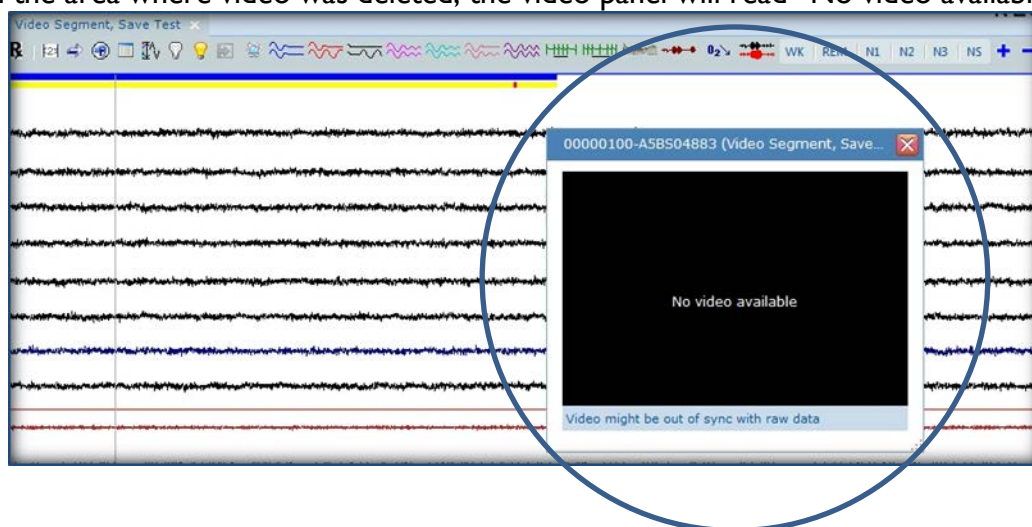 the area where video was deleted, the video panel will read "No video availab
Video Segment, Save Test
R 123 WK REM N1 N2 N3 NS
00000100-A5BS04883 (Video Segment, Save...
No video available
Video might be out of sync with raw data